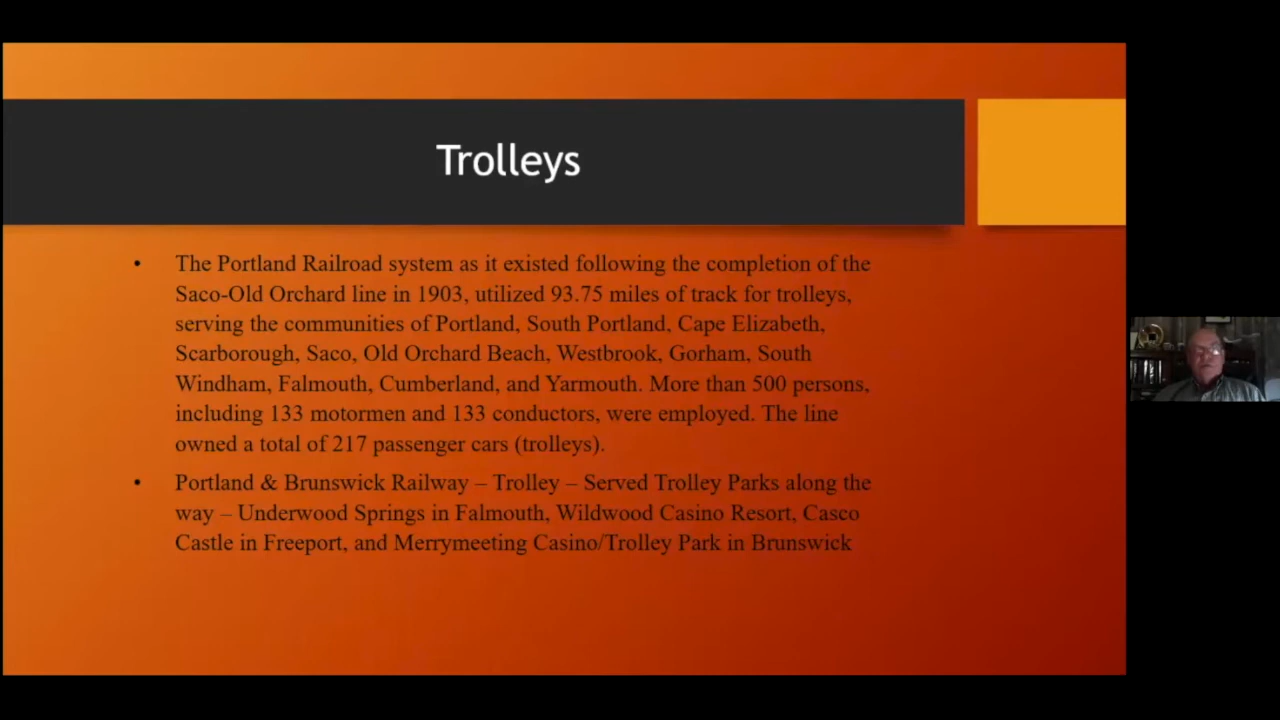 Trolleys
• The Portland Railroad system as it existed following the completion of the
Saco-Old Orchard line in 1903, utilized 93.75 miles of track for trolleys,
serving the communities of Portland, South Portland, Cape Elizabeth,
Scarborough, Saco, Old Orchard Beach, Westbrook, Gorham, South
Windham, Falmouth, Cumberland, and Yarmouth. More than 500 persons,
including 133 motormen and 133 conductors, were employed. The line
owned a total of 217 passenger cars (trolleys).
• Portland & Brunswick Railway – Trolley – Served Trolley Parks along the
way – Underwood Springs in Falmouth, Wildwood Casino Resort, Casco
Castle in Freeport, and Merrymeeting Casino/Trolley Park in Brunswick